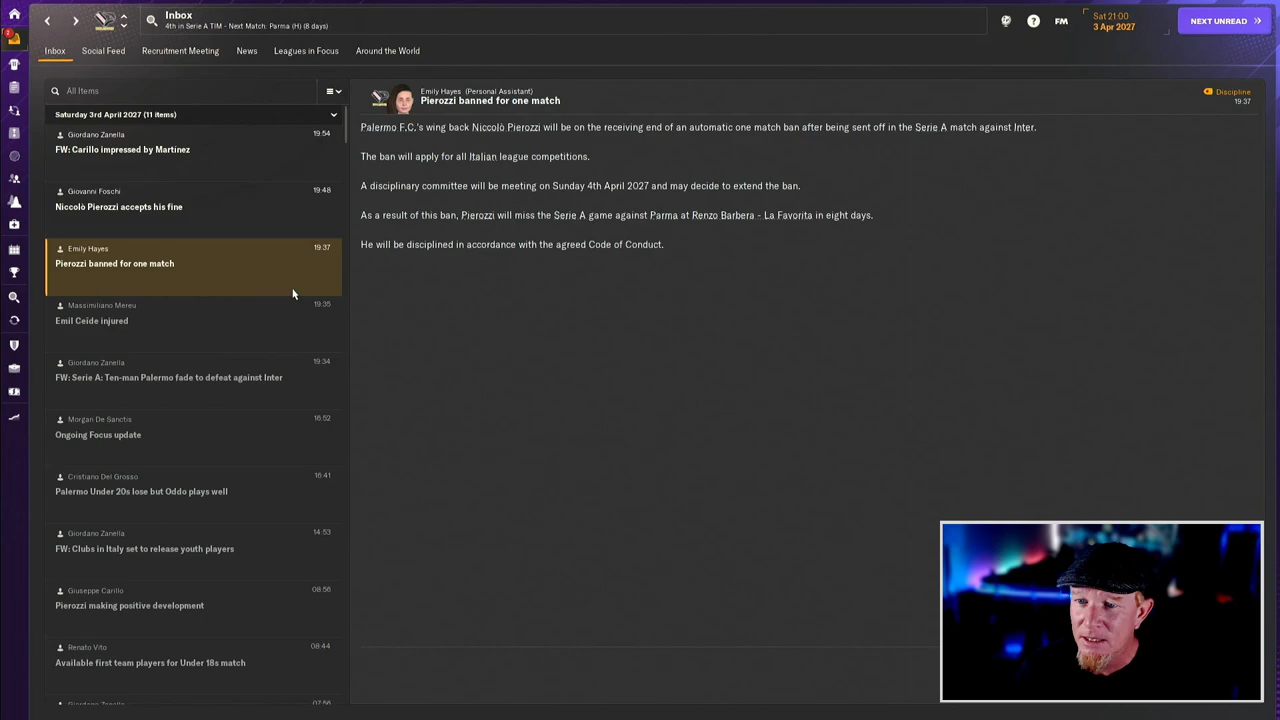 Inbox
4th in Serie A TIM - Next Match: Parma (H) (8 days)
FM
Sat 21:00
3 Apr 2027
NEXT UNREAD
2
Inbox
Social Feed
Recruitment Meeting
News
Leagues in Focus
Around the World
All Items
Saturday 3rd April 2027 (11 items)
Giordano Zanella
19:54
FW: Carillo impressed by Martinez
Giovanni Foschi
19:48
Niccolò Pierozzi accepts his fine
Emily Hayes
19:37
Pierozzi banned for one match
Massimiliano Mereu
19:35
Emil Ceïde injured
Giordano Zanella
19:34
FW: Serie A: Ten-man Palermo fade to defeat against Inter
Morgan De Sanctis
16:52
Ongoing Focus update
Cristiano Del Grosso
16:41
Palermo Under 20s lose but Oddo plays well
Giordano Zanella
14:53
FW: Clubs in Italy set to release youth players
Giuseppe Carillo
08:56
Pierozzi making positive development
Renato Vito
08:44
Available first team players for Under 18s match
Giordano Zanella
07:56
Emily Hayes (Personal Assistant)
Pierozzi banned for one match
Discipline
19:37
Palermo F.C.'s wing back Niccolò Pierozzi will be on the receiving end of an automatic one match ban after being sent off in the Serie A match against Inter.
The ban will apply for all Italian league competitions.
A disciplinary committee will be meeting on Sunday 4th April 2027 and may decide to extend the ban.
As a result of this ban, Pierozzi will miss the Serie A game against Parma at Renzo Barbera - La Favorita in eight days.
He will be disciplined in accordance with the agreed Code of Conduct.